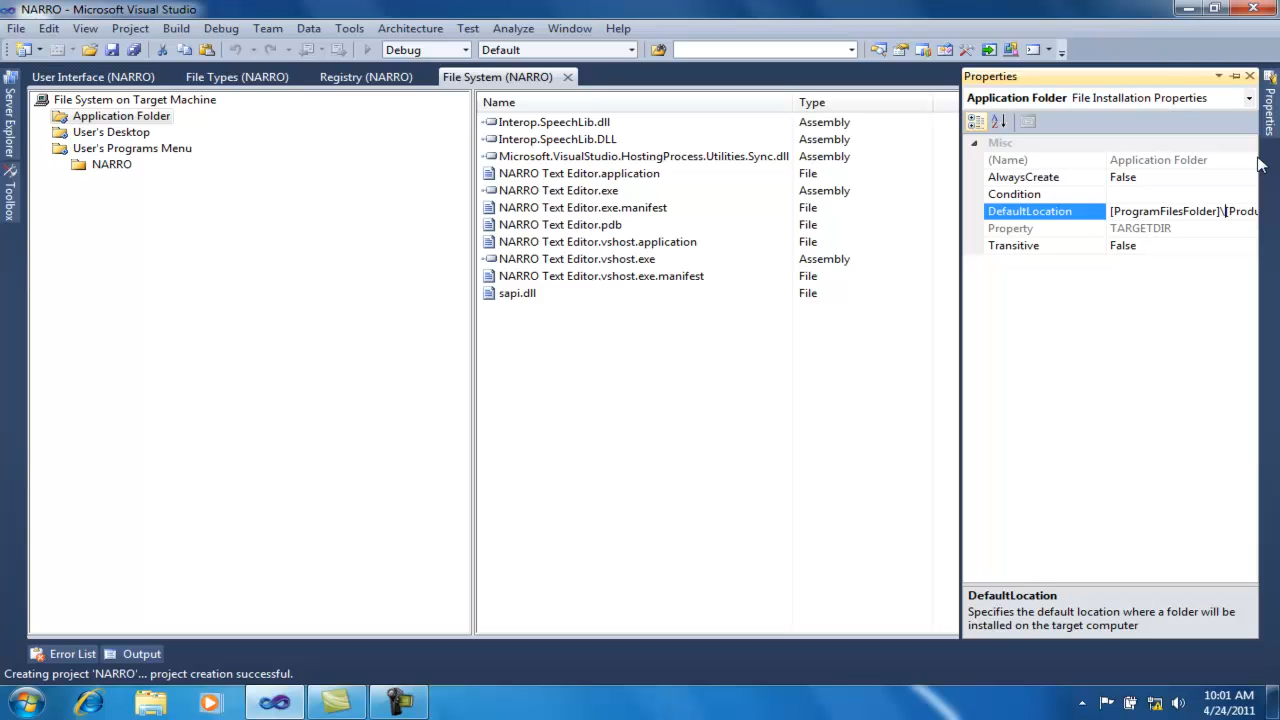 NARRO - Microsoft Visual Studio
File Edit View Project Build Debug Team Data Tools Architecture Test Analyze Window Help
Debug Default
User Interface (NARRO) File Types (NARRO) Registry (NARRO) File System (NARRO)
Server Explorer
Toolbox
File System on Target Machine
Application Folder
User's Desktop
User's Programs Menu
NARRO
Name Type
Interop.SpeechLib.dll Assembly
Interop.SpeechLib.DLL Assembly
Microsoft.VisualStudio.HostingProcess.Utilities.Sync.dll Assembly
NARRO Text Editor.application File
NARRO Text Editor.exe Assembly
NARRO Text Editor.exe.manifest File
NARRO Text Editor.pdb File
NARRO Text Editor.vshost.application File
NARRO Text Editor.vshost.exe Assembly
NARRO Text Editor.vshost.exe.manifest File
sapi.dll File
Properties
Application Folder File Installation Properties
Misc
(Name) Application Folder
AlwaysCreate False
Condition
DefaultLocation [ProgramFilesFolder]\[Produ
Property TARGETDIR
Transitive False
DefaultLocation
Specifies the default location where a folder will be
installed on the target computer
Properties
Error List Output
Creating project 'NARRO'... project creation successful.
10:01 AM
4/24/2011